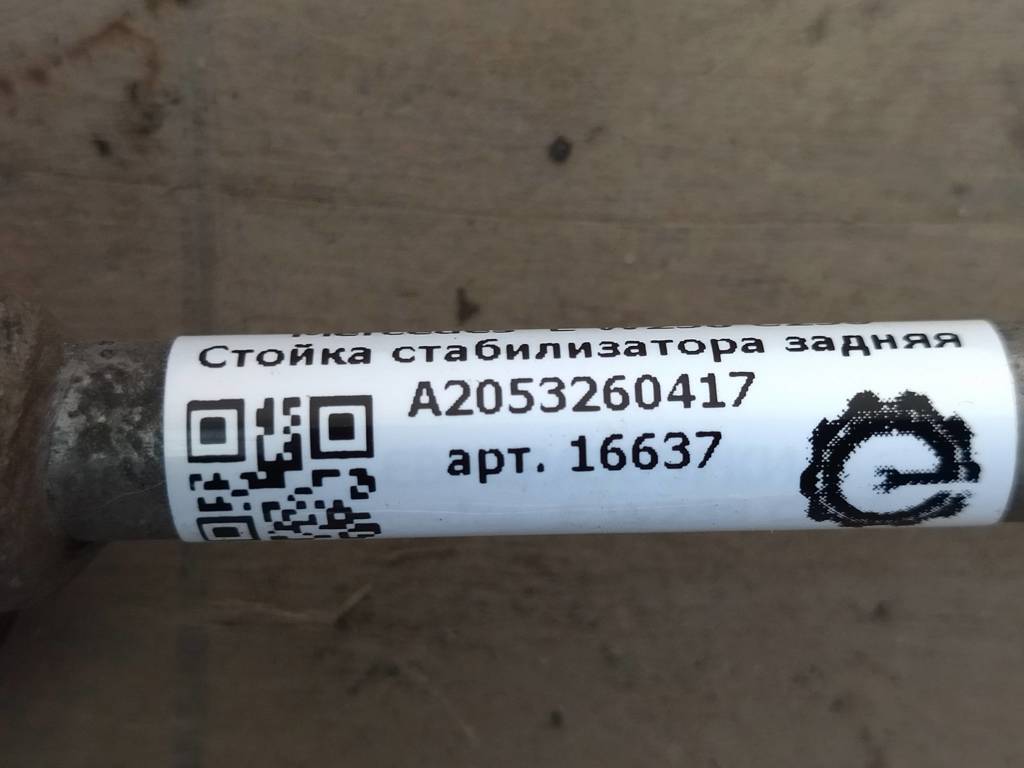 Стойка стабилизатора задняя
A2053260417
арт. 16637